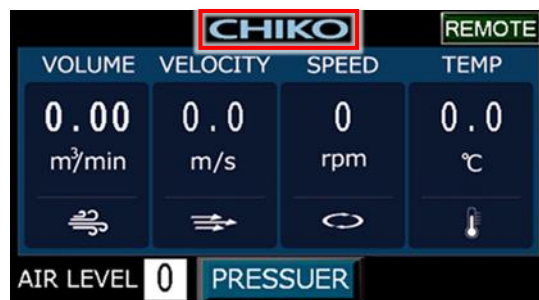 CHIKO REMOTE
VOLUME VELOCITY SPEED TEMP
0.00 0.0 0 0.0
m³/min m/s rpm ℃
AIR LEVEL 0 PRESSUER